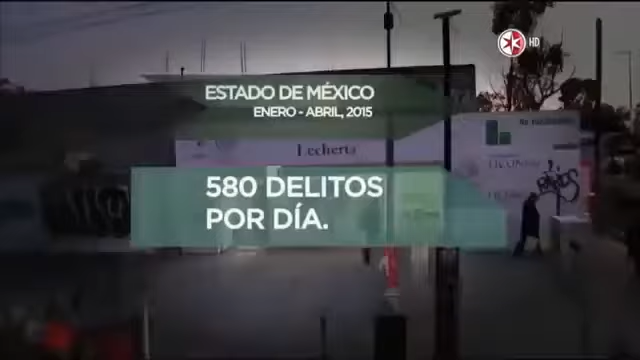 HD
ESTADO DE MÉXICO
ENERO - ABRIL, 2015
Lechería
580 DELITOS
POR DÍA.